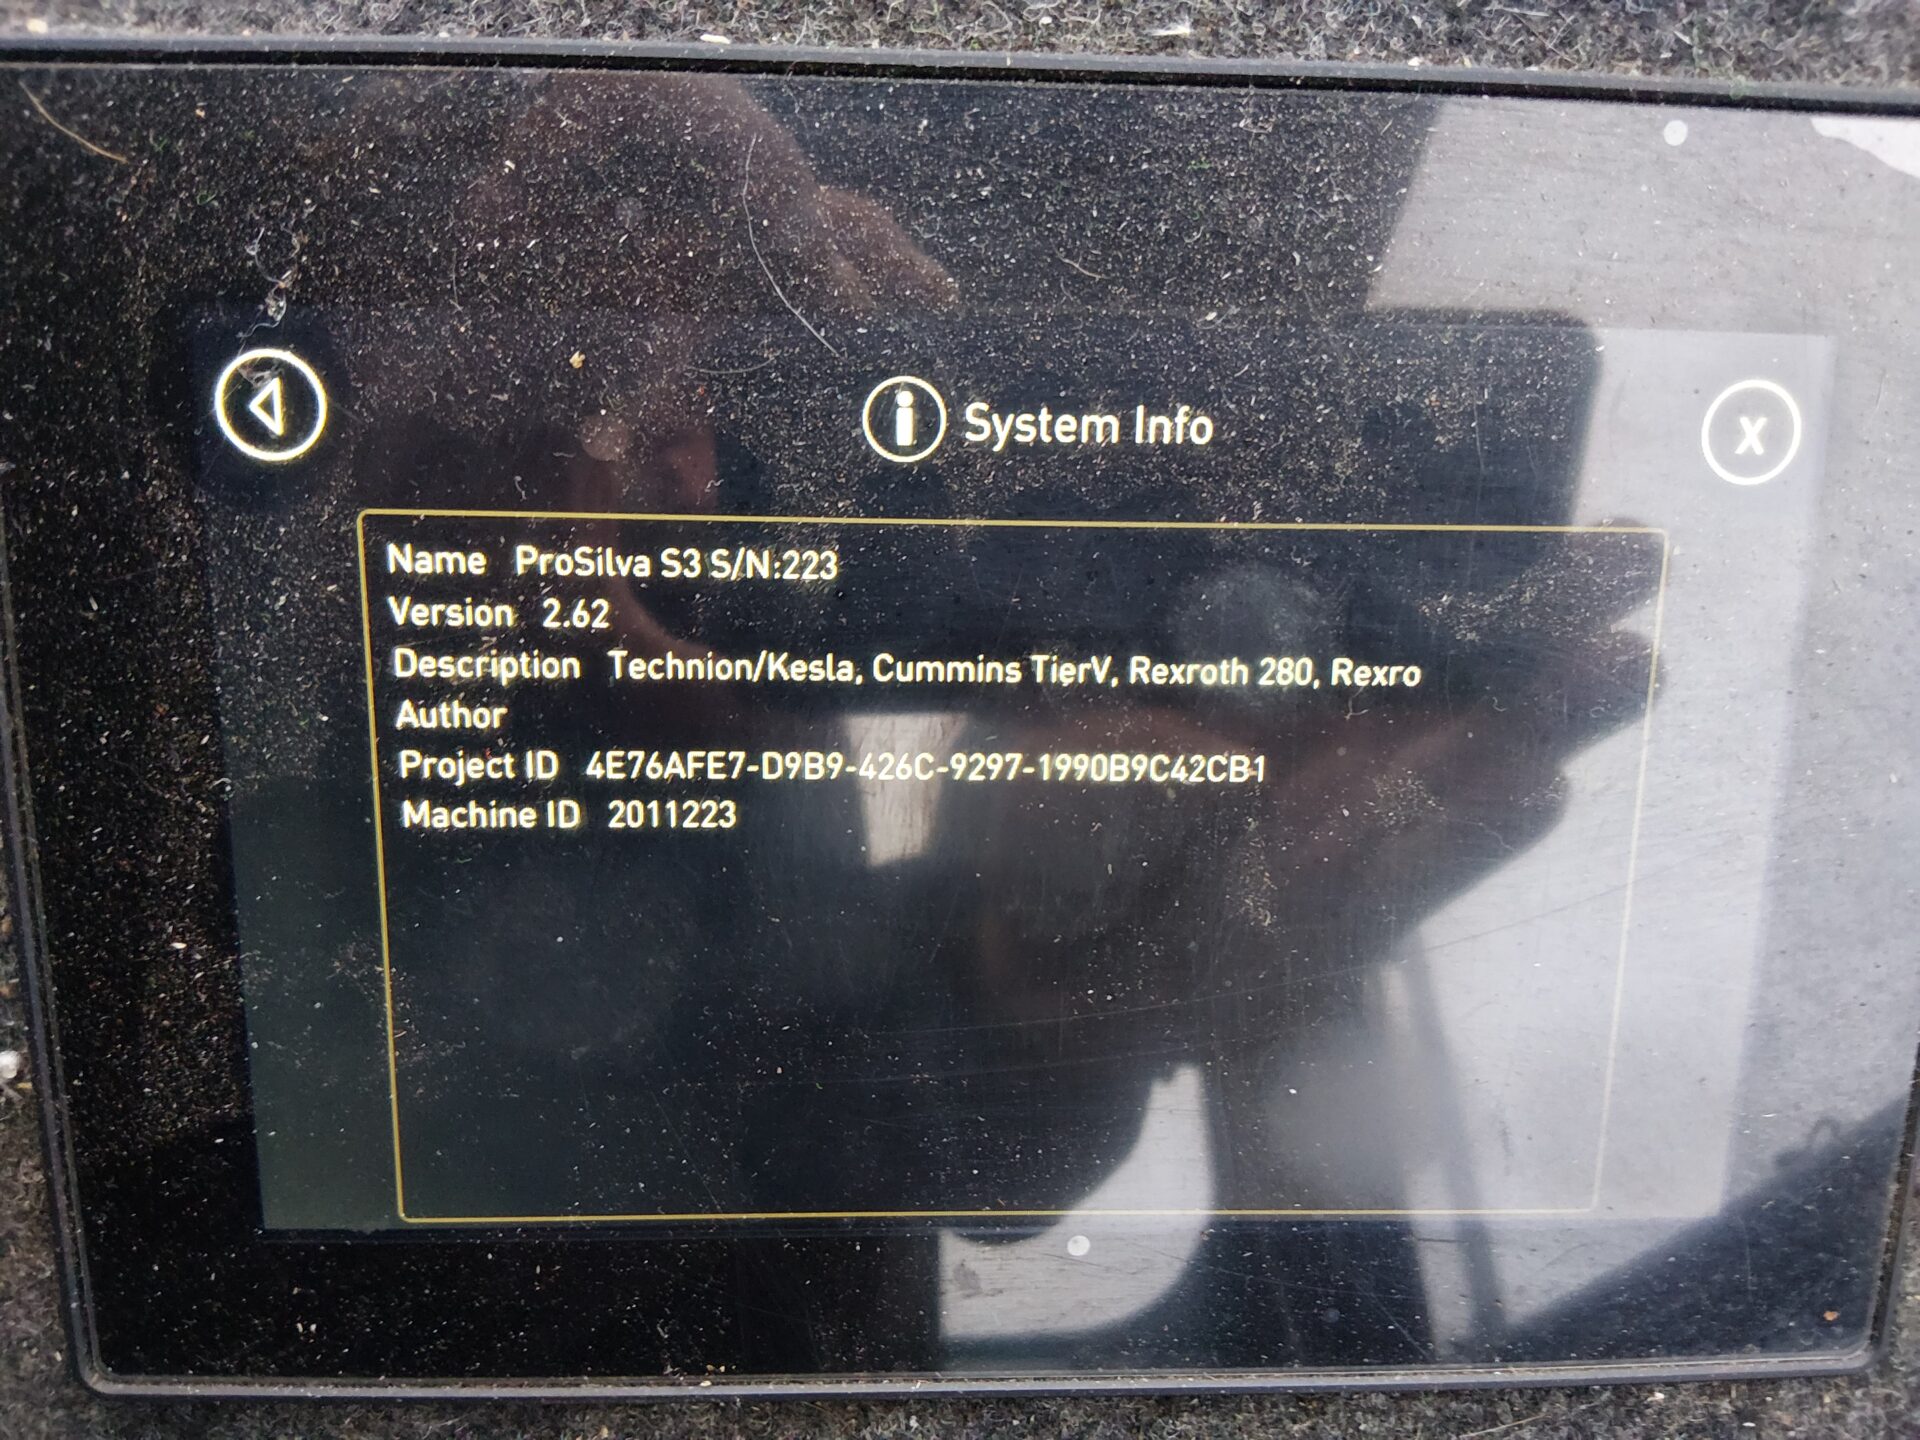 System Info
x
Name ProSilva S3 S/N:223
Version 2.62
Description Technion/Kesla, Cummins TierV, Rexroth 280, Rexro
Author
Project ID 4E76AFE7-D9B9-426C-9297-1990B9C42CB1
Machine ID 2011223